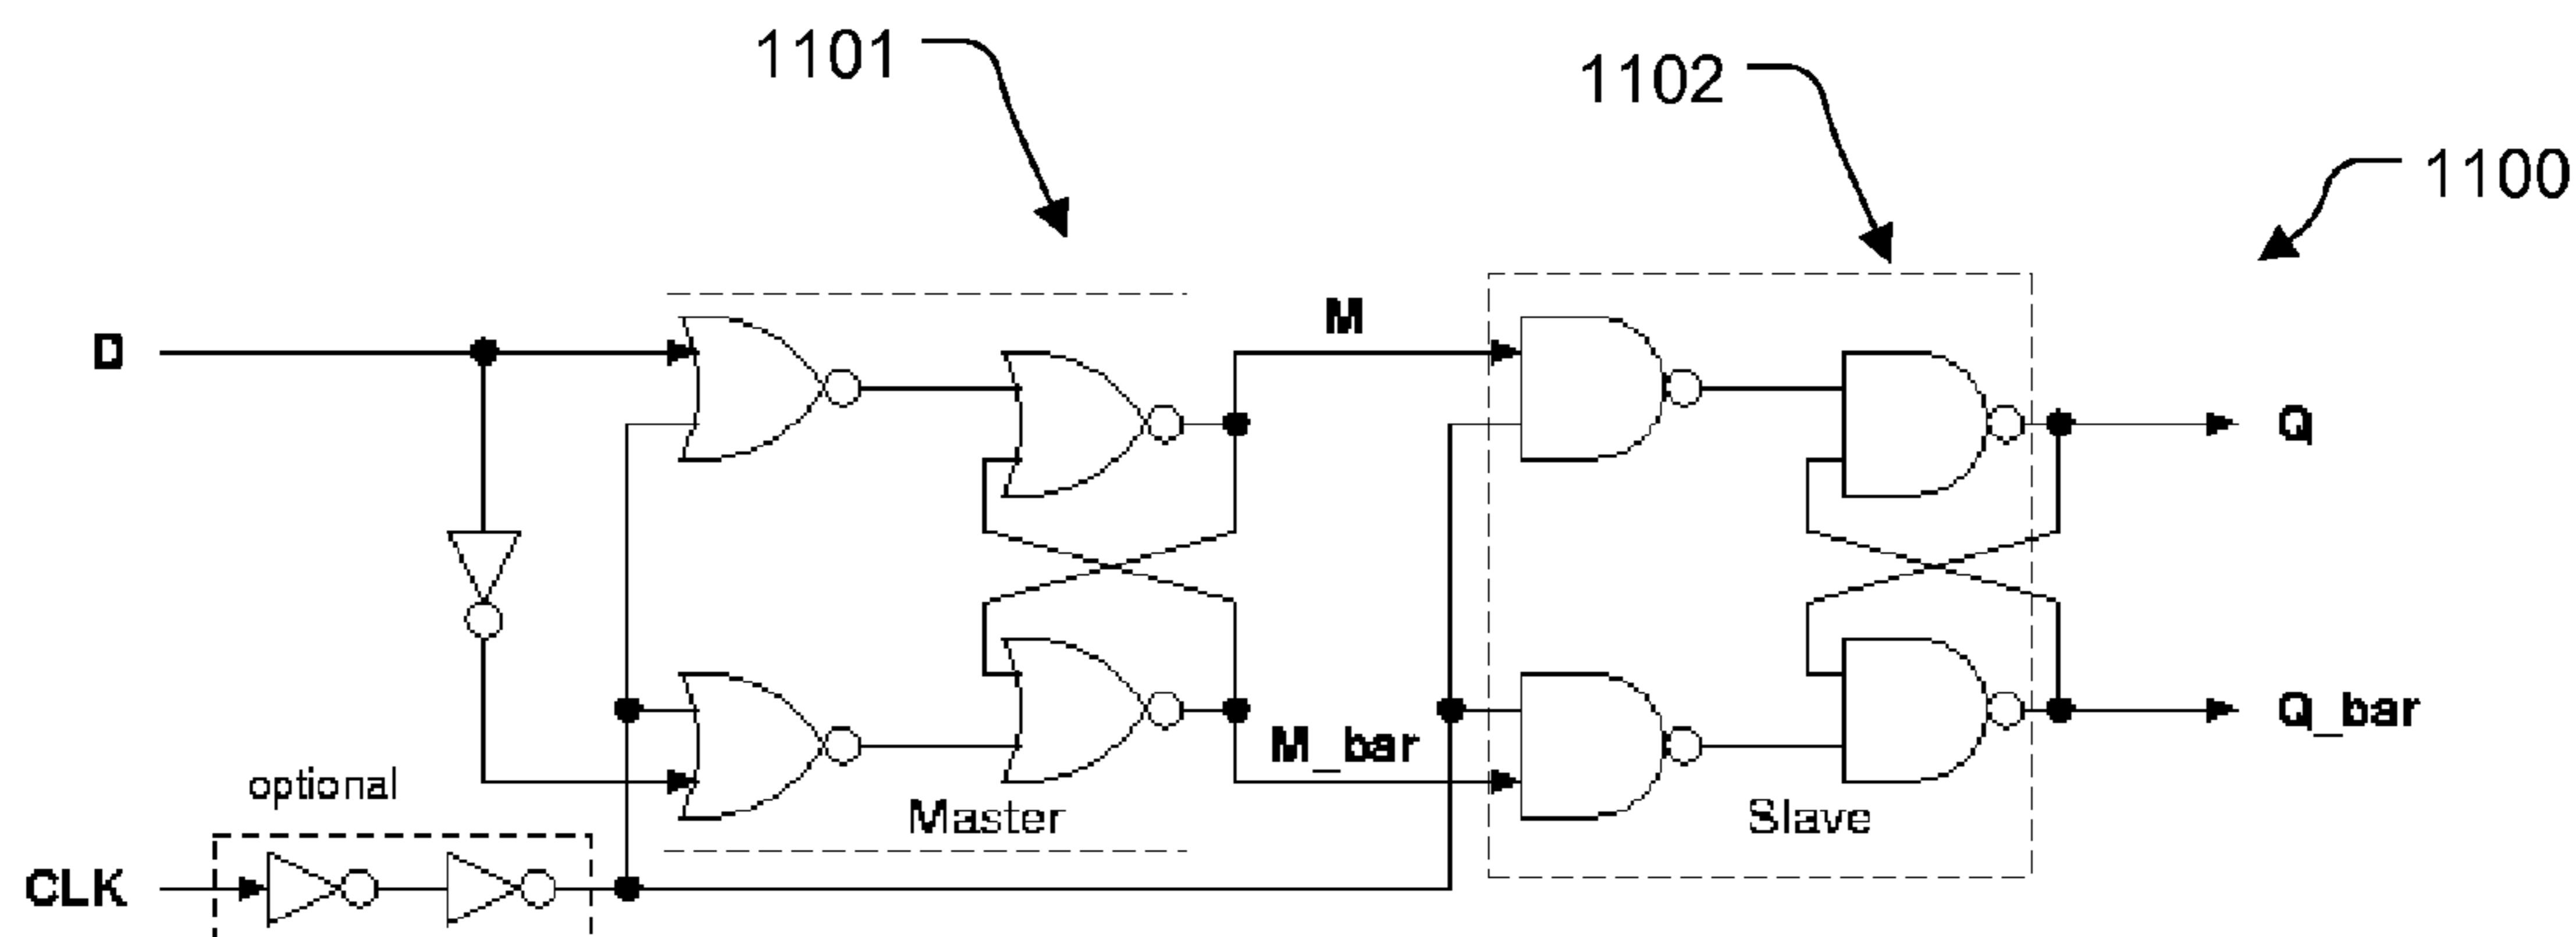 1101
1102
1100
D
M
Q
M_bar
Q_bar
optional
Master
Slave
CLK